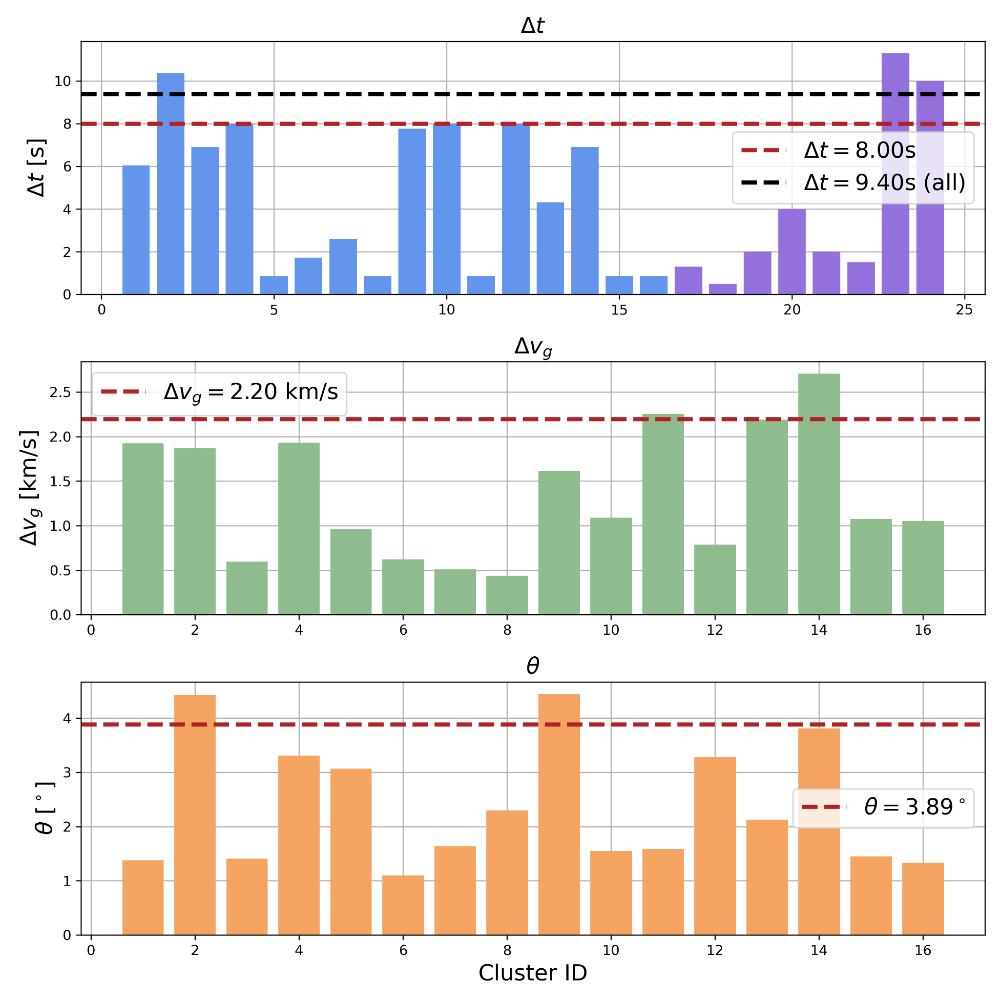 Δt
Δt [s]
10
8
6
4
2
0
Δt = 8.00s
Δt = 9.40s (all)
0 5 10 15 20 25
Δv_g
Δv_g [km/s]
2.5
2.0
1.5
1.0
0.5
0.0
Δv_g = 2.20 km/s
0 2 4 6 8 10 12 14 16
θ
θ [°]
4
3
2
1
0
θ = 3.89°
0 2 4 6 8 10 12 14 16
Cluster ID